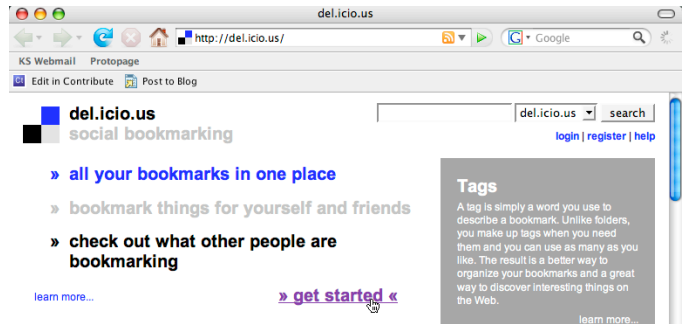 del.icio.us
http://del.icio.us/
G Google
KS Webmail Protopage
Ct Edit in Contribute Post to Blog
del.icio.us
social bookmarking
del.icio.us search
login | register | help
» all your bookmarks in one place
» bookmark things for yourself and friends
» check out what other people are
bookmarking
learn more...
» get started «
Tags
A tag is simply a word you use to
describe a bookmark. Unlike folders,
you make up tags when you need
them and you can use as many as you
like. The result is a better way to
organize your bookmarks and a great
way to discover interesting things on
the Web.
learn more...